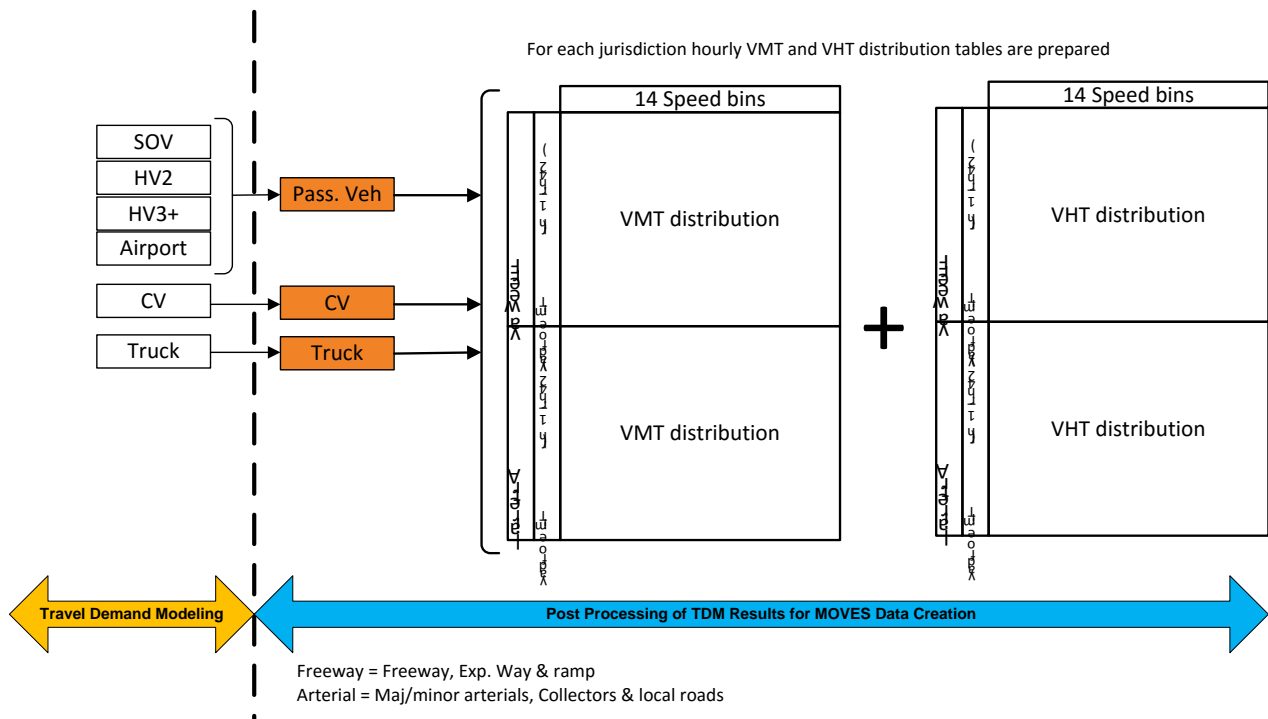 For each jurisdiction hourly VMT and VHT distribution tables are prepared
14 Speed bins
14 Speed bins
SOV
HV2
HV3+
Airport
CV
Truck
Pass. Veh
CV
Truck
VMT distribution
VHT distribution
VMT distribution
VHT distribution
+
Travel Demand Modeling
Post Processing of TDM Results for MOVES Data Creation
Freeway = Freeway, Exp. Way & ramp
Arterial = Maj/minor arterials, Collectors & local roads